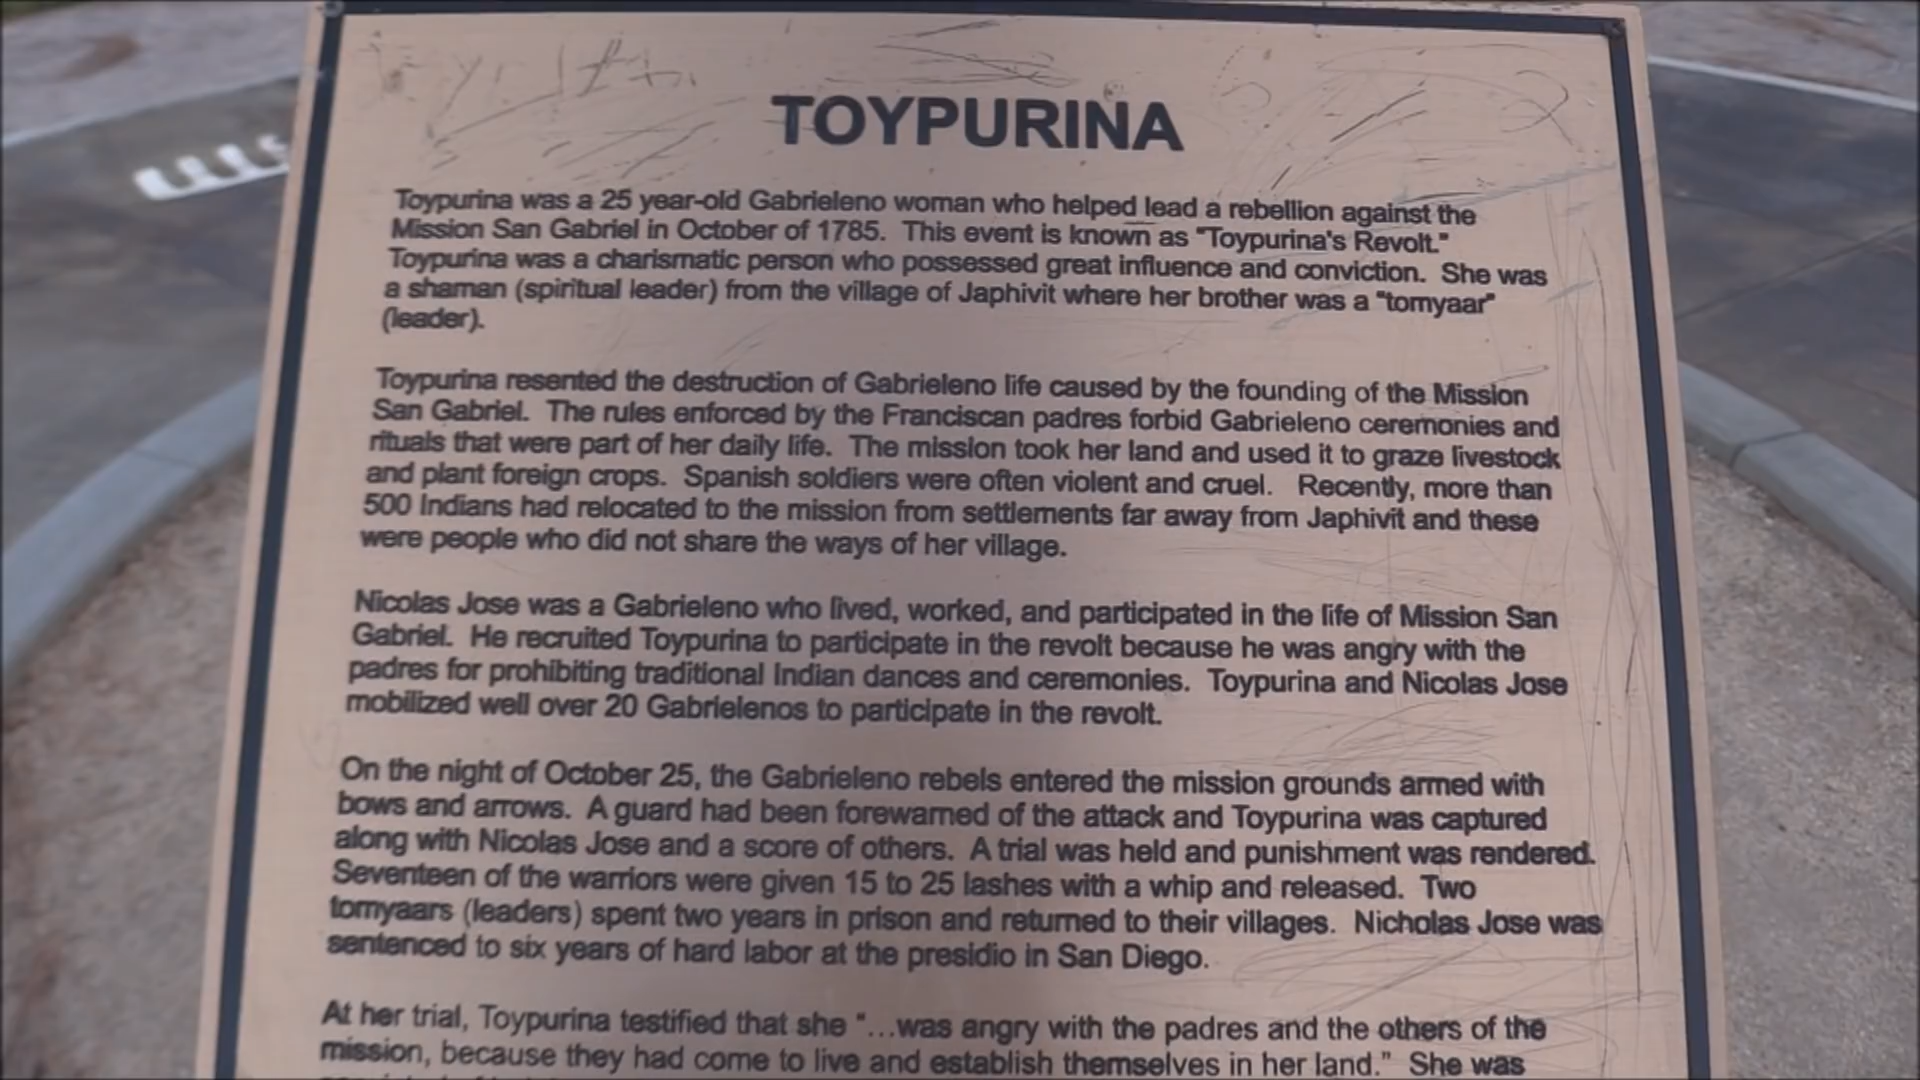 TOYPURINA
Toypurina was a 25 year-old Gabrieleno woman who helped lead a rebellion against the
Mission San Gabriel in October of 1785. This event is known as "Toypurina's Revolt."
Toypurina was a charismatic person who possessed great influence and conviction. She was
a shaman (spiritual leader) from the village of Japhivit where her brother was a "tomyaar"
(leader).
Toypurina resented the destruction of Gabrieleno life caused by the founding of the Mission
San Gabriel. The rules enforced by the Franciscan padres forbid Gabrieleno ceremonies and
rituals that were part of her daily life. The mission took her land and used it to graze livestock
and plant foreign crops. Spanish soldiers were often violent and cruel. Recently, more than
500 Indians had relocated to the mission from settlements far away from Japhivit and these
were people who did not share the ways of her village.
Nicolas Jose was a Gabrieleno who lived, worked, and participated in the life of Mission San
Gabriel. He recruited Toypurina to participate in the revolt because he was angry with the
padres for prohibiting traditional Indian dances and ceremonies. Toypurina and Nicolas Jose
mobilized well over 20 Gabrielenos to participate in the revolt.
On the night of October 25, the Gabrieleno rebels entered the mission grounds armed with
bows and arrows. A guard had been forewarned of the attack and Toypurina was captured
along with Nicolas Jose and a score of others. A trial was held and punishment was rendered.
Seventeen of the warriors were given 15 to 25 lashes with a whip and released. Two
tomyaars (leaders) spent two years in prison and returned to their villages. Nicholas Jose was
sentenced to six years of hard labor at the presidio in San Diego.
At her trial, Toypurina testified that she "...was angry with the padres and the others of the
mission, because they had come to live and establish themselves in her land." She was